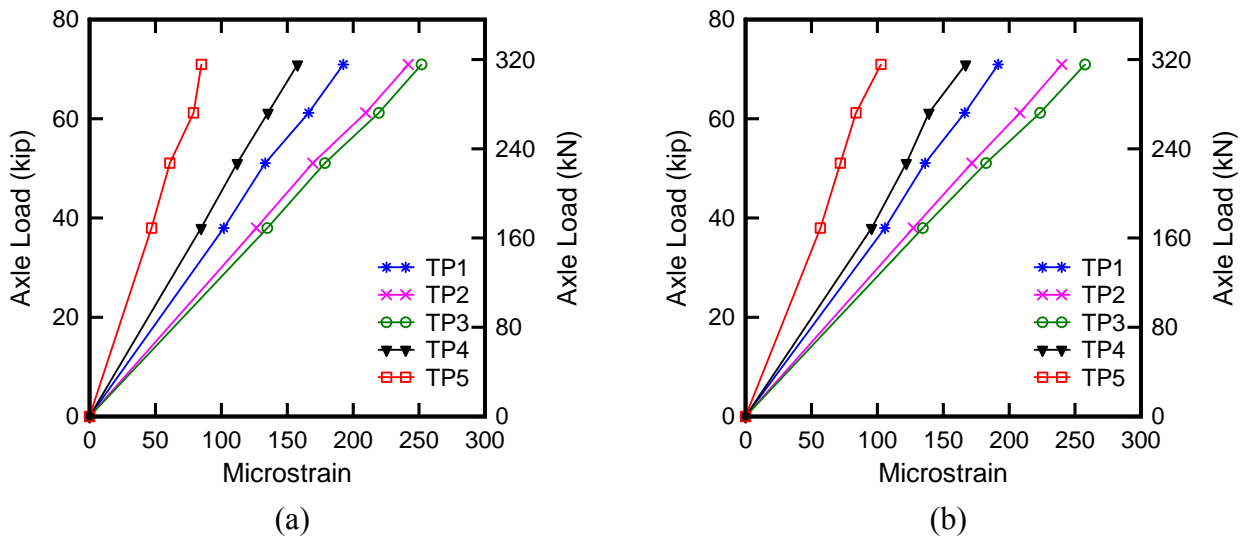 80
60
40
20
0
Axle Load (kip)
320
240
160
80
0
Axle Load (kN)
TP1
TP2
TP3
TP4
TP5
0 50 100 150 200 250 300
Microstrain
(a)
80
60
40
20
0
Axle Load (kip)
320
240
160
80
0
Axle Load (kN)
TP1
TP2
TP3
TP4
TP5
0 50 100 150 200 250 300
Microstrain
(b)